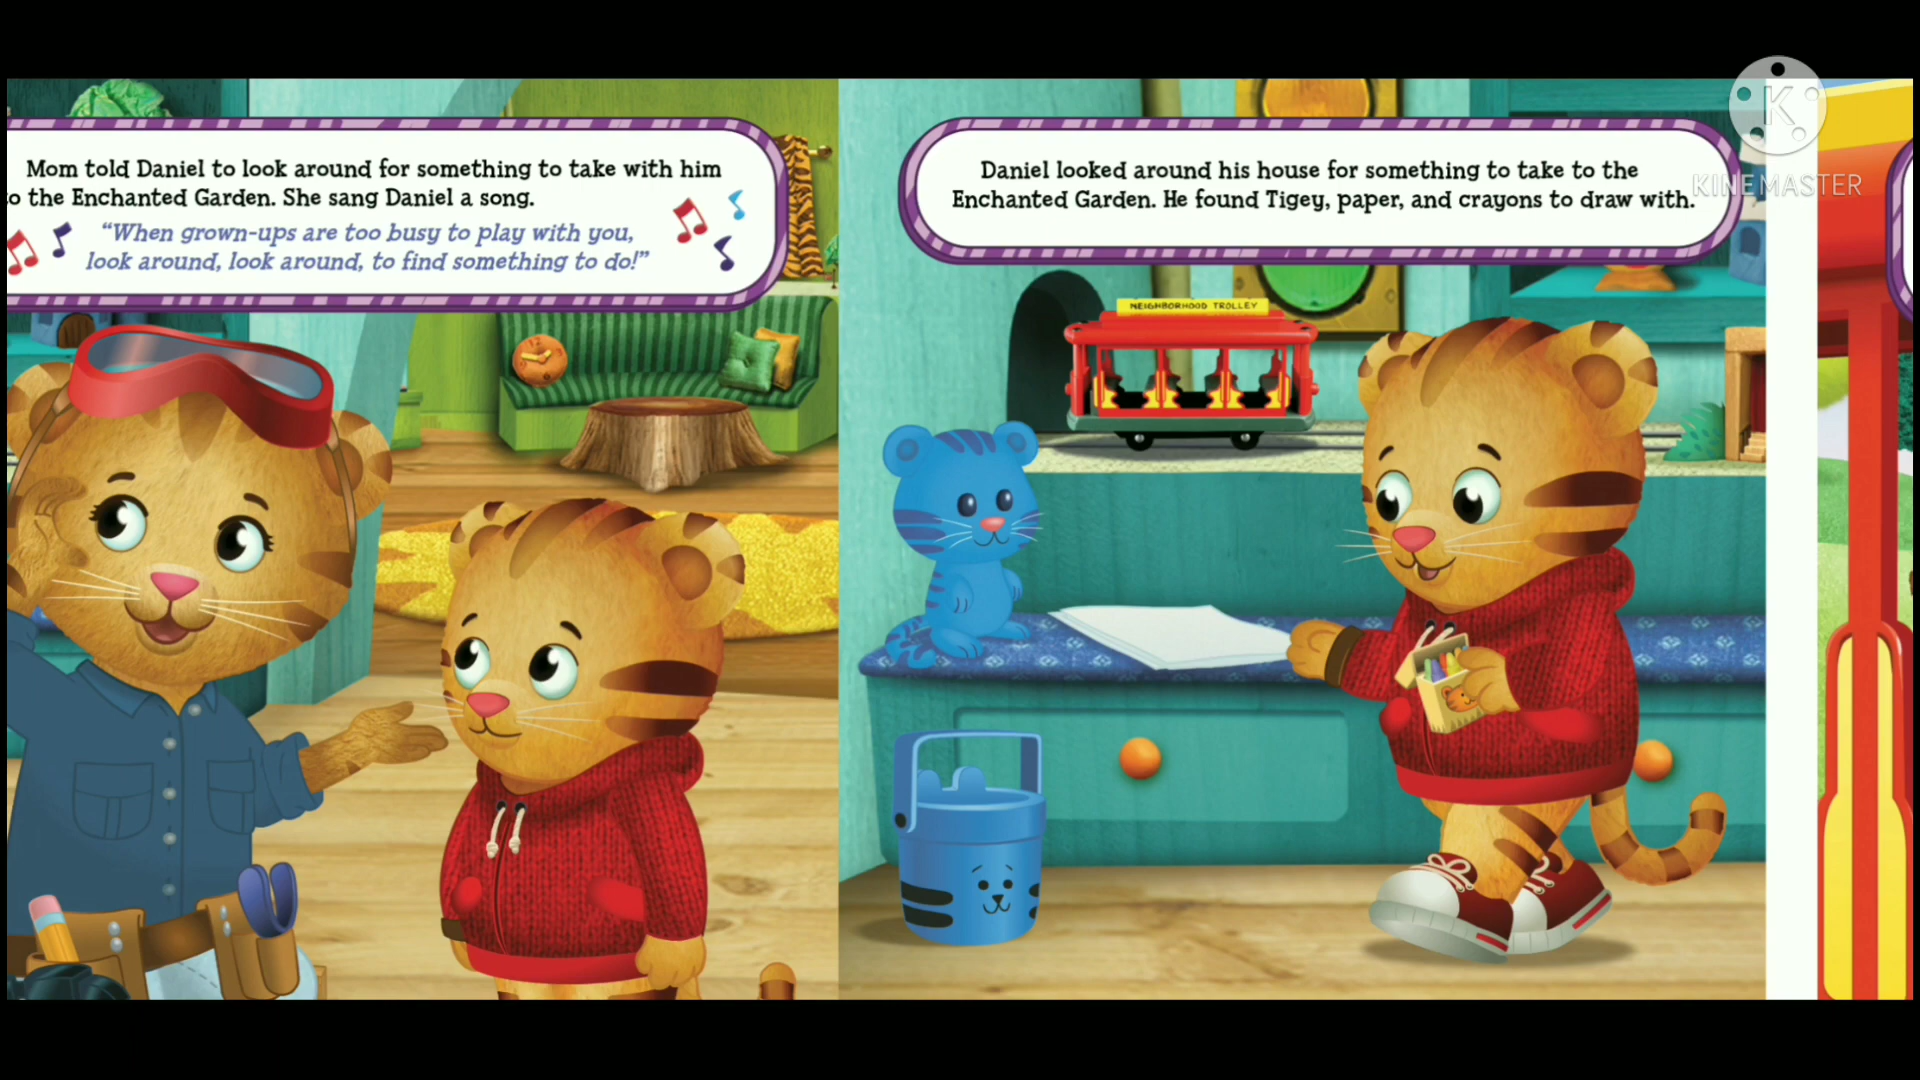 Mom told Daniel to look around for something to take with him
o the Enchanted Garden. She sang Daniel a song.
“When grown-ups are too busy to play with you,
look around, look around, to find something to do!”
Daniel looked around his house for something to take to the
Enchanted Garden. He found Tigey, paper, and crayons to draw with.
NEIGHBORHOOD TROLLEY
K
KINEMASTER